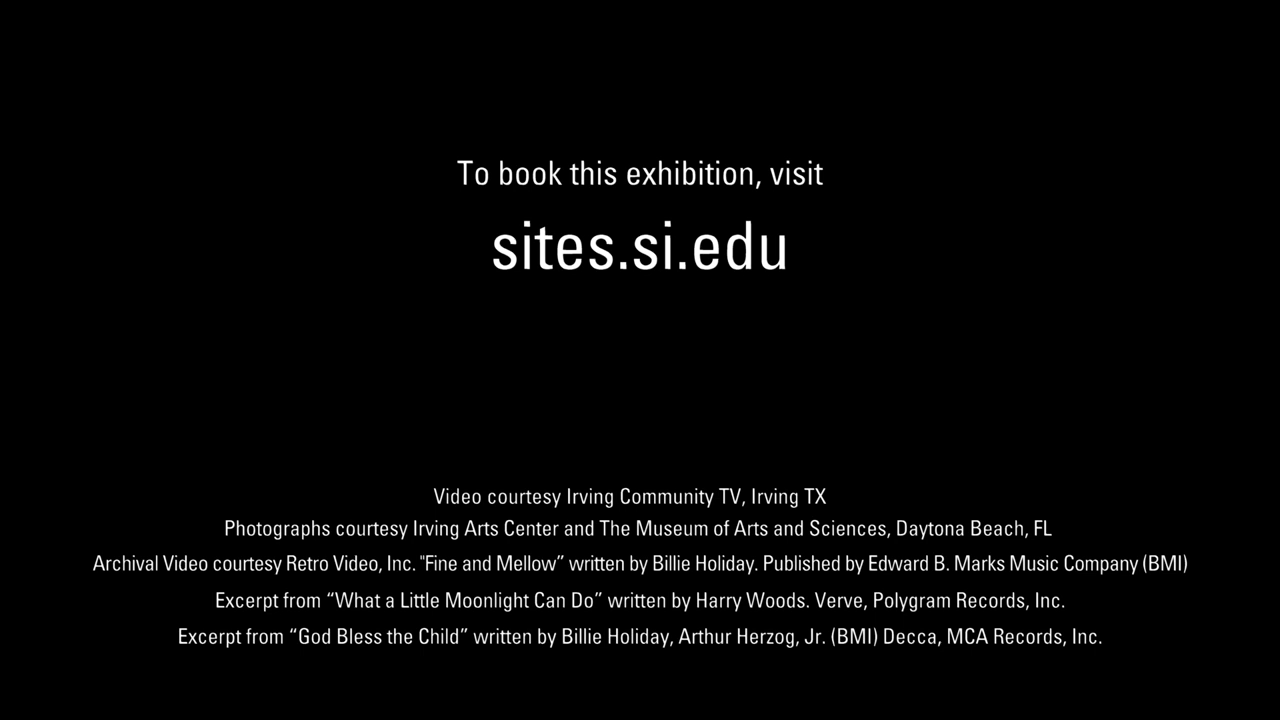 To book this exhibition, visit
sites.si.edu
Video courtesy Irving Community TV, Irving TX
Photographs courtesy Irving Arts Center and The Museum of Arts and Sciences, Daytona Beach, FL
Archival Video courtesy Retro Video, Inc. "Fine and Mellow” written by Billie Holiday. Published by Edward B. Marks Music Company (BMI)
Excerpt from “What a Little Moonlight Can Do” written by Harry Woods. Verve, Polygram Records, Inc.
Excerpt from “God Bless the Child” written by Billie Holiday, Arthur Herzog, Jr. (BMI) Decca, MCA Records, Inc.